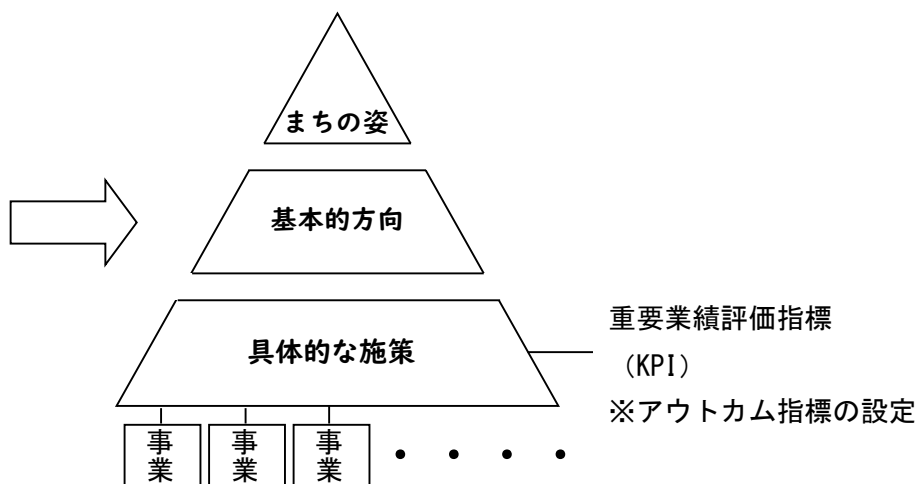 まちの姿
基本的方向
具体的な施策
重要業績評価指標
（KPI）
※アウトカム指標の設定
事業
事業
事業
・・・・